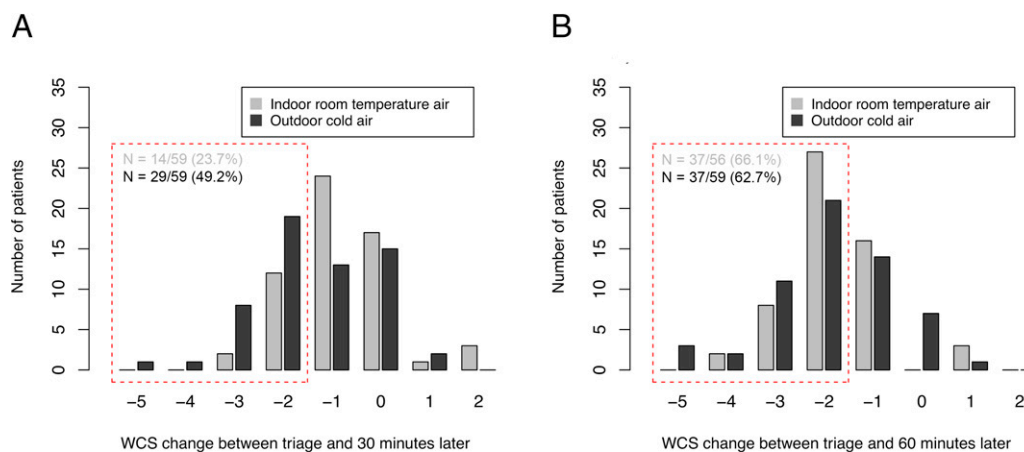 A
35
30
25
20
15
10
5
0
Number of patients
Indoor room temperature air
Outdoor cold air
N = 14/59 (23.7%)
N = 29/59 (49.2%)
−5 −4 −3 −2 −1 0 1 2
WCS change between triage and 30 minutes later
B
35
30
25
20
15
10
5
0
Number of patients
Indoor room temperature air
Outdoor cold air
N = 37/56 (66.1%)
N = 37/59 (62.7%)
−5 −4 −3 −2 −1 0 1 2
WCS change between triage and 60 minutes later